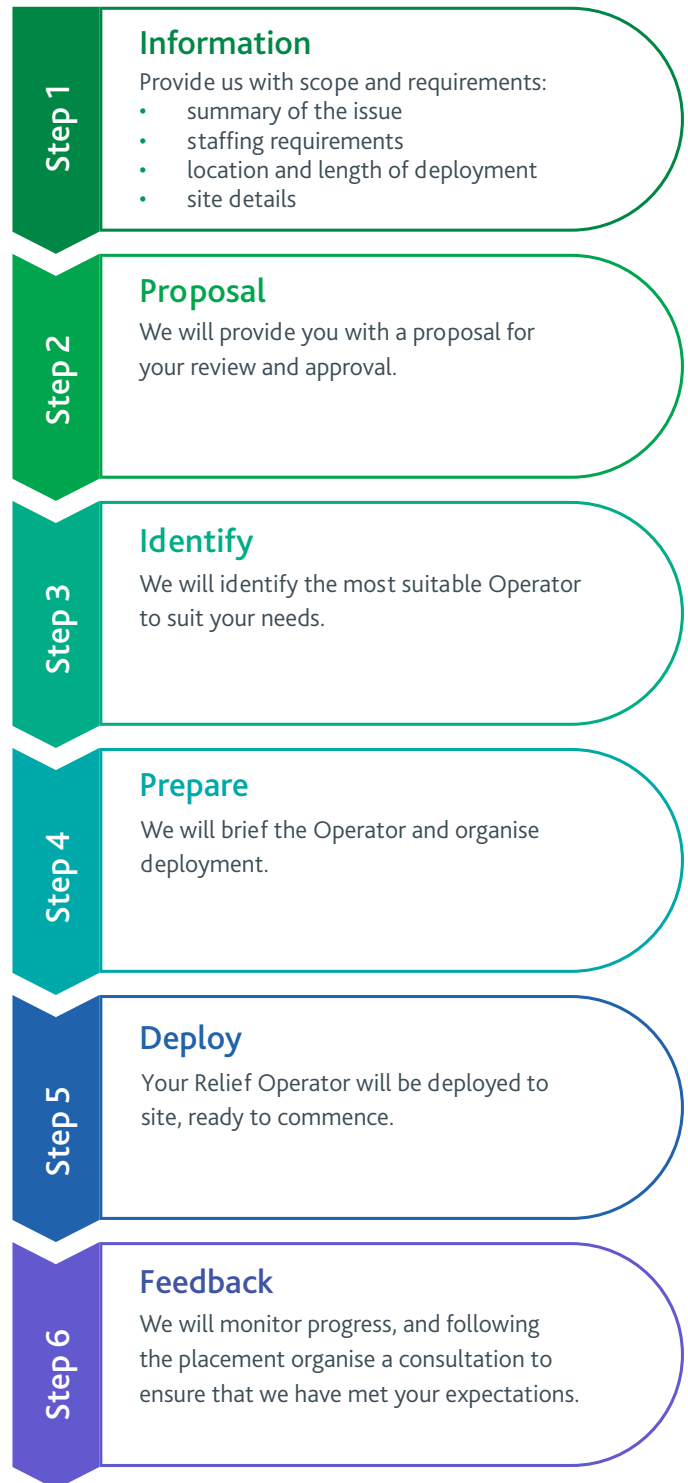 Step 1
Information
Provide us with scope and requirements:
• summary of the issue
• staffing requirements
• location and length of deployment
• site details
Step 2
Proposal
We will provide you with a proposal for
your review and approval.
Step 3
Identify
We will identify the most suitable Operator
to suit your needs.
Step 4
Prepare
We will brief the Operator and organise
deployment.
Step 5
Deploy
Your Relief Operator will be deployed to
site, ready to commence.
Step 6
Feedback
We will monitor progress, and following
the placement organise a consultation to
ensure that we have met your expectations.